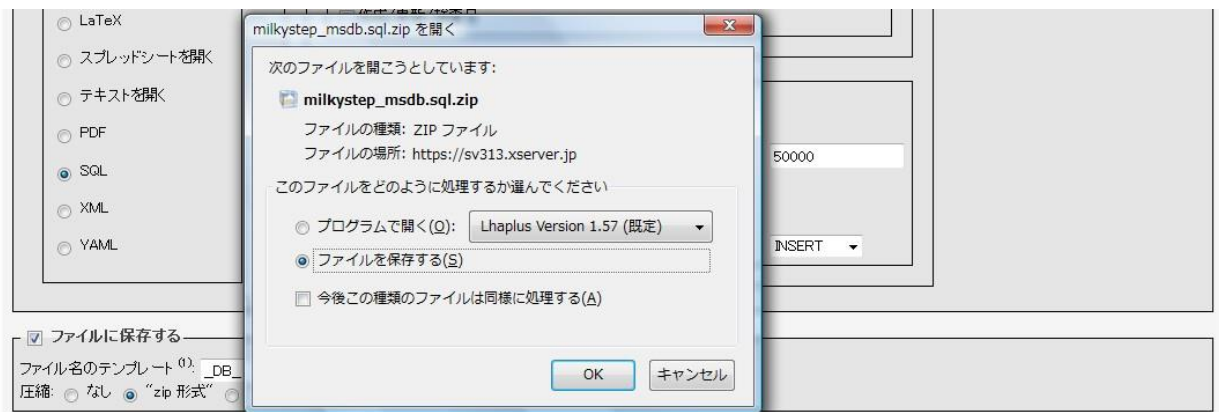 LaTeX
スプレッドシートを開く
テキストを開く
PDF
SQL
XML
YAML
milkystep_msdb.sql.zip を開く
次のファイルを開こうとしています:
milkystep_msdb.sql.zip
ファイルの種類: ZIP ファイル
ファイルの場所: https://sv313.xserver.jp
このファイルをどのように処理するか選んでください
プログラムで開く(O): Lhaplus Version 1.57 (既定)
ファイルを保存する(S)
今後この種類のファイルは同様に処理する(A)
OK キャンセル
50000
INSERT
ファイルに保存する
ファイル名のテンプレート (1): _DB_
圧縮: なし “zip 形式”